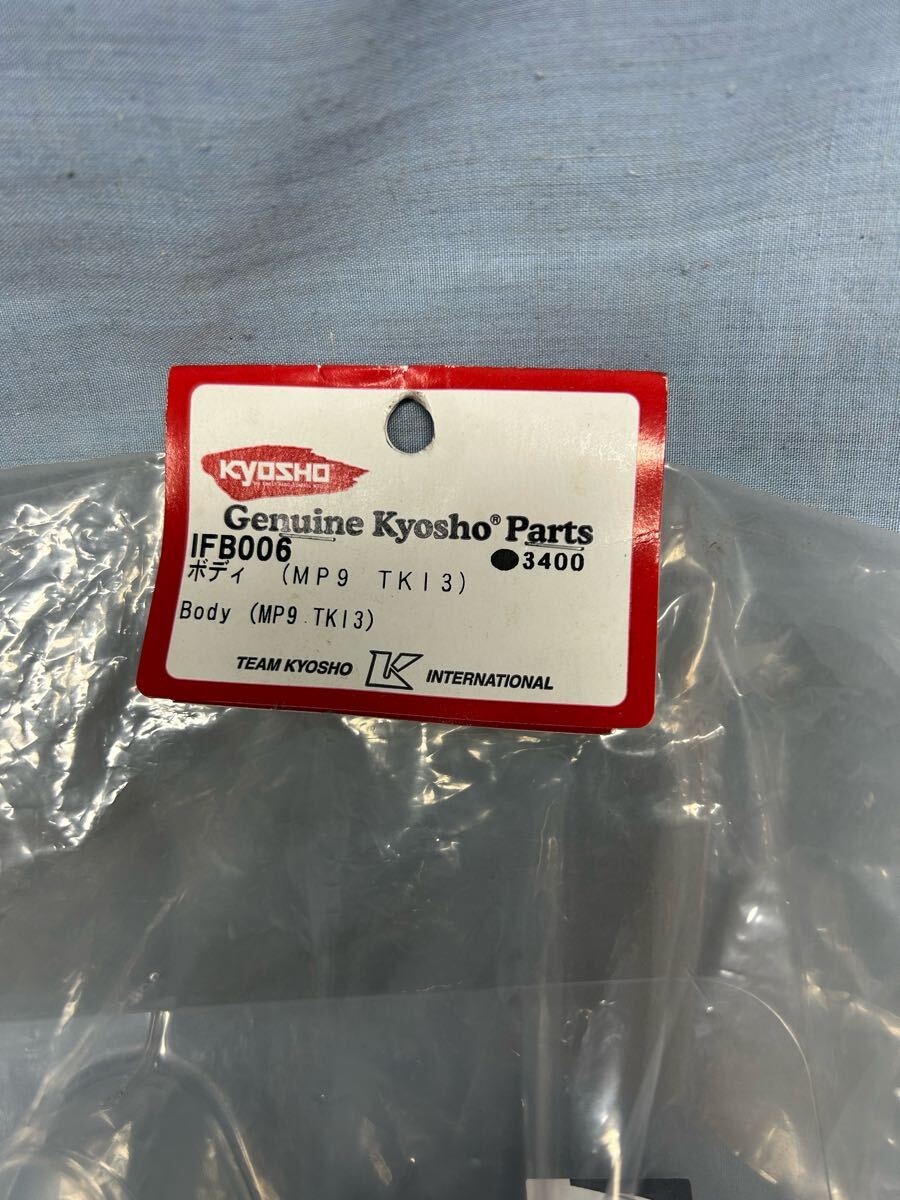 KYOSHO
Genuine Kyosho® Parts
IFB006 ●3400
ボディ (MP9 TKI3)
Body (MP9 TKI3)
TEAM KYOSHO K INTERNATIONAL